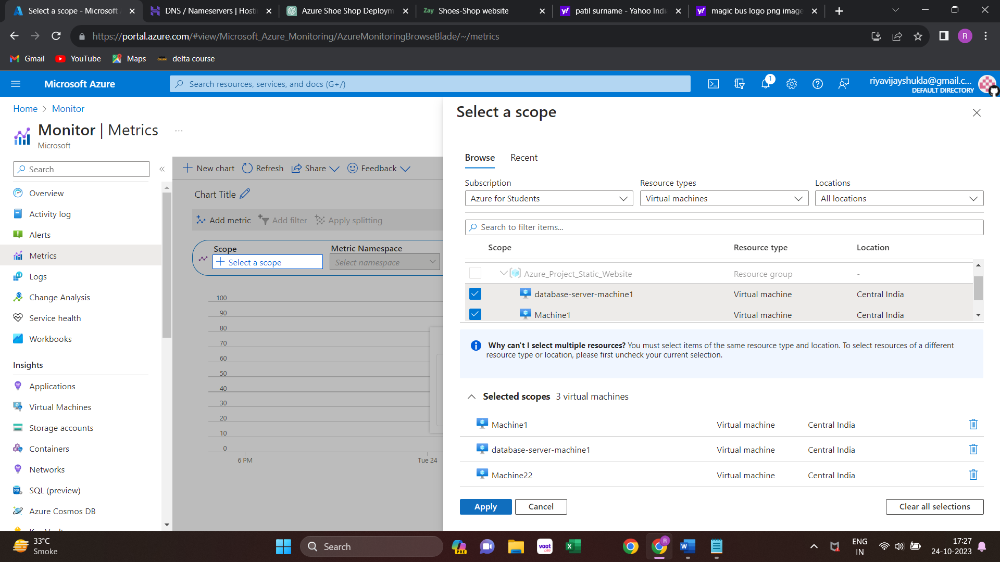 Select a scope - Microsoft
DNS / Nameservers | Hosti
Azure Shoe Shop Deploym
Zay Shoes-Shop website
patil surname - Yahoo Indi
magic bus logo png image
https://portal.azure.com/#view/Microsoft_Azure_Monitoring/AzureMonitoringBrowseBlade/~/metrics
R
Gmail
YouTube
Maps
delta course
Microsoft Azure
Search resources, services, and docs (G+/)
1
riyavijayshukla@gmail.c...
DEFAULT DIRECTORY
Home > Monitor
Monitor | Metrics ...
Microsoft
Search
Overview
Activity log
Alerts
Metrics
Logs
Change Analysis
Service health
Workbooks
Insights
Applications
Virtual Machines
Storage accounts
Containers
Networks
SQL (preview)
Azure Cosmos DB
New chart
Refresh
Share
Feedback
Chart Title
Add metric
Add filter
Apply splitting
Scope
Select a scope
Metric Namespace
Select namespace
100
90
80
70
60
50
40
30
20
10
0
6 PM
Tue 24
Select a scope
Browse
Recent
Subscription
Azure for Students
Resource types
Virtual machines
Locations
All locations
Search to filter items...
Scope Resource type Location
Azure_Project_Static_Website Resource group -
database-server-machine1 Virtual machine Central India
Machine1 Virtual machine Central India
Why can't I select multiple resources? You must select items of the same resource type and location. To select resources of a different
resource type or location, please first uncheck your current selection.
Selected scopes 3 virtual machines
Machine1 Virtual machine Central India
database-server-machine1 Virtual machine Central India
Machine22 Virtual machine Central India
Apply
Cancel
Clear all selections
33°C
Smoke
Search
PRE
voot
R
ENG
IN
17:27
24-10-2023